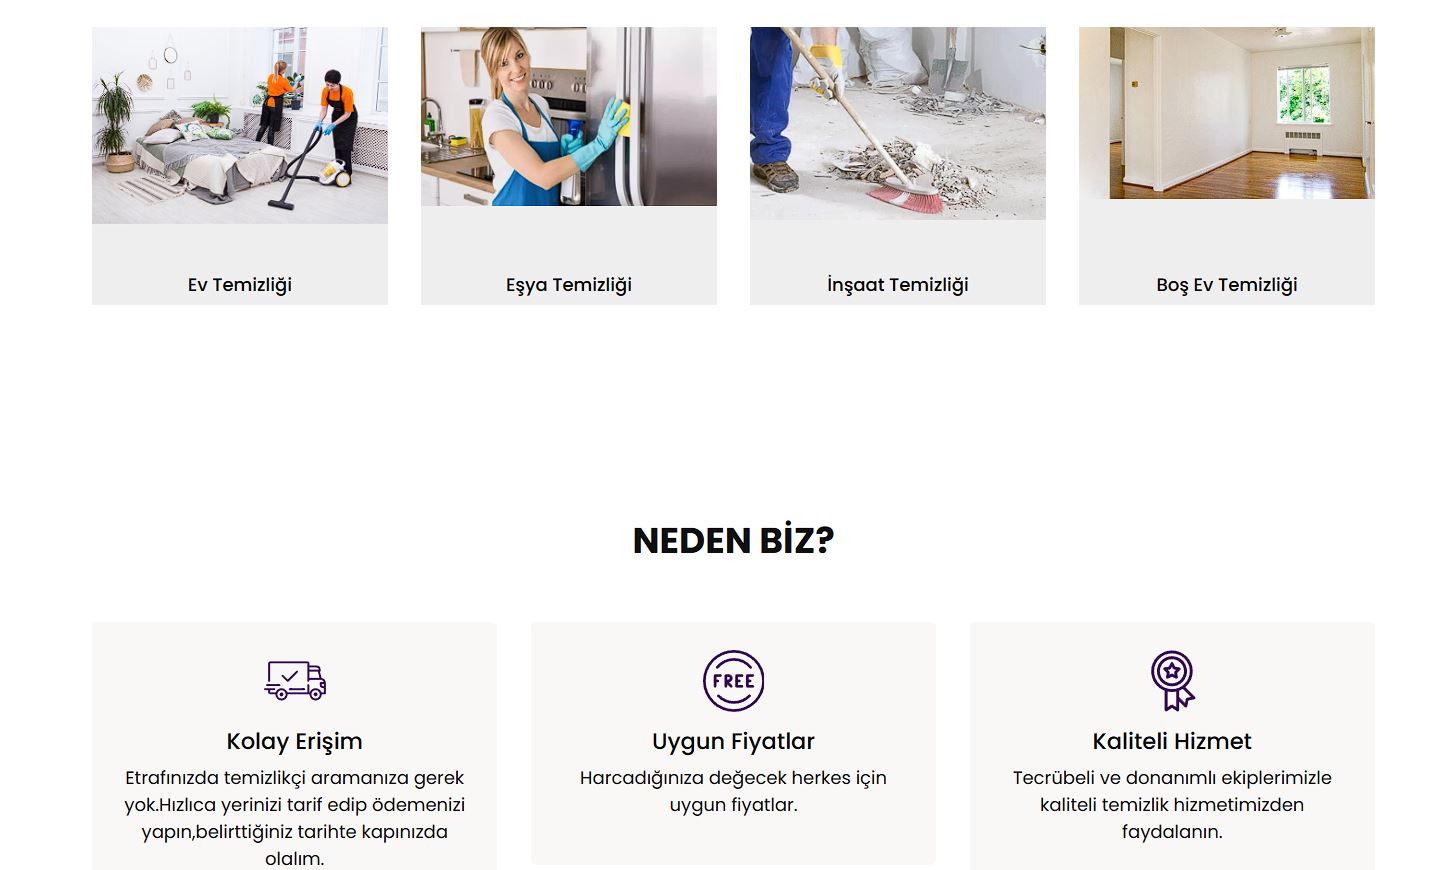 Ev Temizliği
Eşya Temizliği
İnşaat Temizliği
Boş Ev Temizliği
NEDEN BİZ?
FREE
Kolay Erişim
Etrafınızda temizlikçi aramanıza gerek
yok.Hızlıca yerinizi tarif edip ödemenizi
yapın,belirttiğiniz tarihte kapınızda
olalım.
Uygun Fiyatlar
Harcadığınıza değecek herkes için
uygun fiyatlar.
Kaliteli Hizmet
Tecrübeli ve donanımlı ekiplerimizle
kaliteli temizlik hizmetimizden
faydalanın.